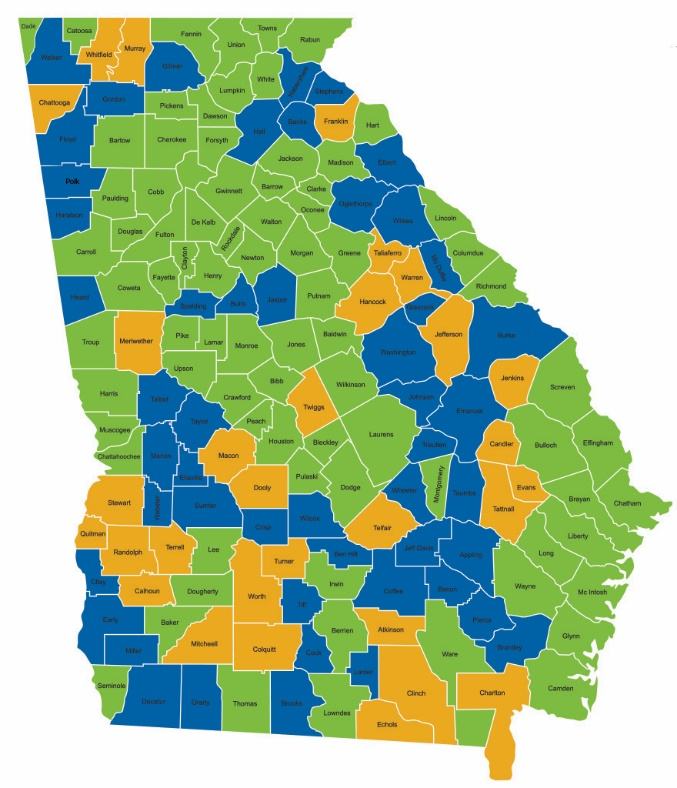 Dade
Catoosa
Fannin
Towns
Union
Rabun
Walker
Whitfield
Murray
Gilmer
White
Habersham
Stephens
Lumpkin
Chattooga
Gordon
Pickens
Dawson
Hall
Banks
Franklin
Hart
Floyd
Bartow
Cherokee
Forsyth
Jackson
Madison
Elbert
Polk
Paulding
Cobb
Gwinnett
Barrow
Clarke
Oconee
Oglethorpe
Wilkes
Lincoln
Haralson
Douglas
Fulton
De Kalb
Rockdale
Walton
Morgan
Greene
Taliaferro
Mc Duffie
Columdus
Carroll
Clayton
Newton
Warren
Richmond
Coweta
Fayette
Henry
Heard
Spalding
Butts
Jasper
Putnam
Hancock
Glascock
Jefferson
Burke
Troup
Meriwether
Pike
Lamar
Monroe
Jones
Baldwin
Washington
Upson
Bibb
Wilkinson
Jenkins
Screven
Harris
Talbot
Crawford
Twiggs
Johnson
Emanuel
Taylor
Peach
Muscogee
Houston
Bleckley
Laurens
Treutlen
Candler
Bulloch
Effingham
Chattahoochee
Marion
Macon
Schley
Dooly
Pulaski
Dodge
Wheeler
Montgomery
Toombs
Evans
Tattnall
Bryan
Chatham
Stewart
Webster
Sumter
Crisp
Wilcox
Telfair
Liberty
Quitman
Randolph
Terrell
Lee
Turner
Ben Hill
Jeff Davis
Appling
Long
Clay
Calhoun
Dougherty
Worth
Tift
Irwin
Coffee
Bacon
Wayne
Mc Intosh
Early
Baker
Mitcheell
Colquitt
Berrien
Atkinson
Pierce
Brantley
Glynn
Miller
Cook
Lanier
Ware
Seminole
Decatur
Grady
Thomas
Brooks
Lowndes
Clinch
Echols
Charlton
Camden